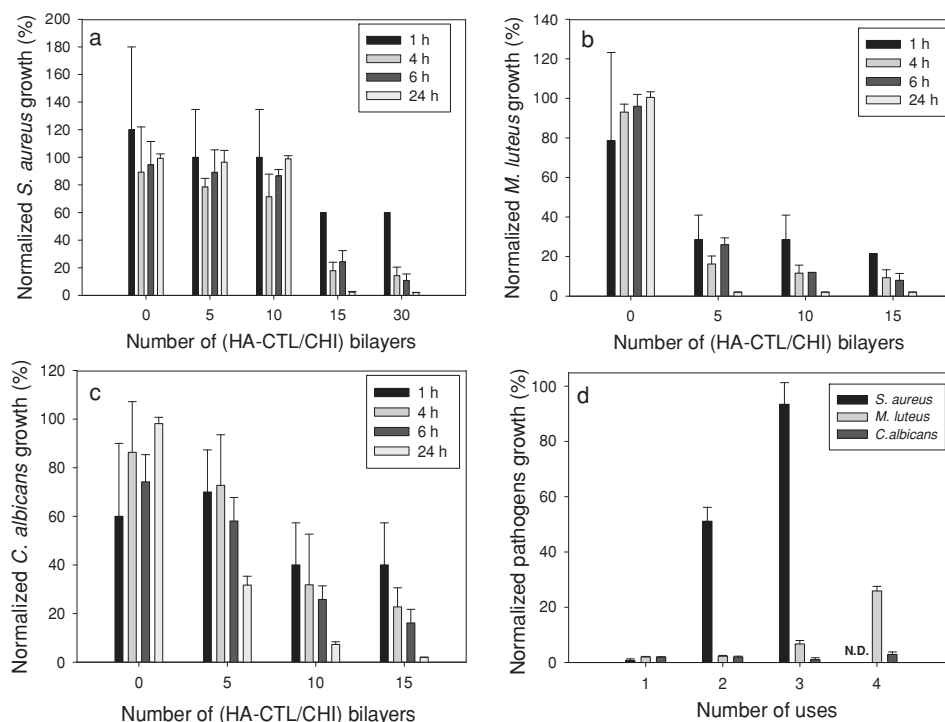 a
Normalized S. aureus growth (%)
200
180
160
140
120
100
80
60
40
20
0
1 h
4 h
6 h
24 h
0 5 10 15 30
Number of (HA-CTL/CHI) bilayers
b
Normalized M. luteus growth (%)
140
120
100
80
60
40
20
0
1 h
4 h
6 h
24 h
0 5 10 15
Number of (HA-CTL/CHI) bilayers
c
Normalized C. albicans growth (%)
120
100
80
60
40
20
0
1 h
4 h
6 h
24 h
0 5 10 15
Number of (HA-CTL/CHI) bilayers
d
Normalized pathogens growth (%)
100
80
60
40
20
0
S. aureus
M. luteus
C.albicans
N.D.
1 2 3 4
Number of uses